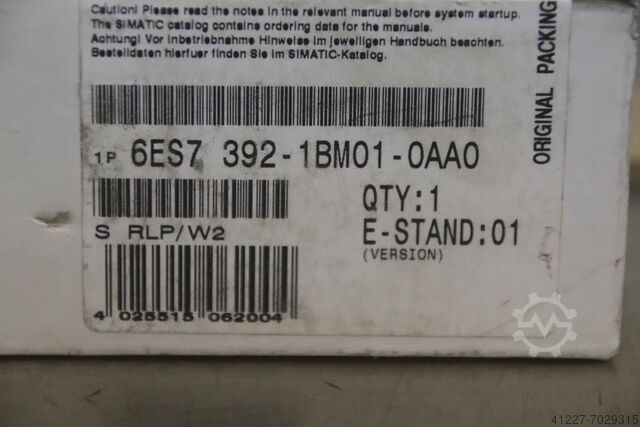 Caution! Please read the notes in the relevant manual before system startup.
The SIMATIC catalog contains ordering data for the manuals.
Achtung! Vor Inbetriebnahme Hinweise im jeweiligen Handbuch beachten.
Bestelldaten hierfuer finden Sie im SIMATIC-Katalog.
ORIGINAL PACKING
1P 6ES7 392-1BM01-0AA0
S RLP/W2
QTY:1
E-STAND:01
(VERSION)
4 025515 062004
41227-7029315